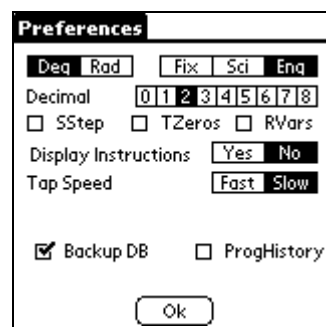 Preferences
Deg Rad Fix Sci Eng
Decimal 0 1 2 3 4 5 6 7 8
SStep TZeros RVars
Display Instructions Yes No
Tap Speed Fast Slow
Backup DB ProgHistory
Ok